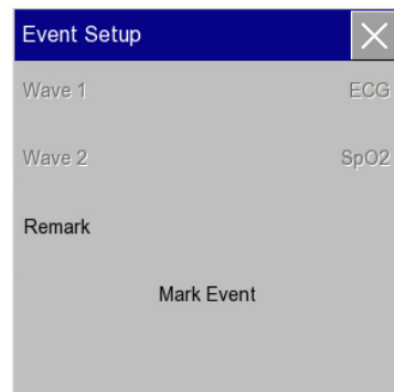 Event Setup
Wave 1 ECG
Wave 2 SpO2
Remark
Mark Event